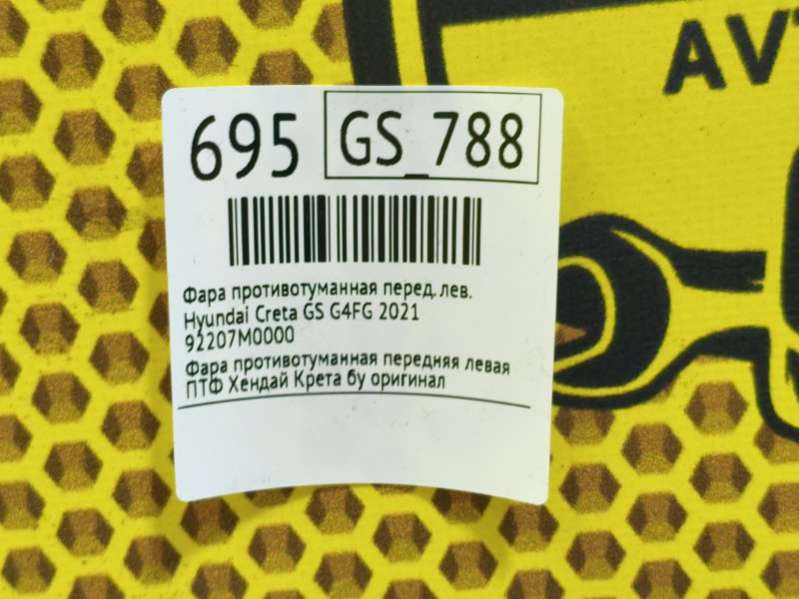 AVT
695 GS_788
Фара противотуманная перед. лев.
Hyundai Creta GS G4FG 2021
92207M0000
Фара противотуманная передняя левая
ПТФ Хендай Крета бу оригинал